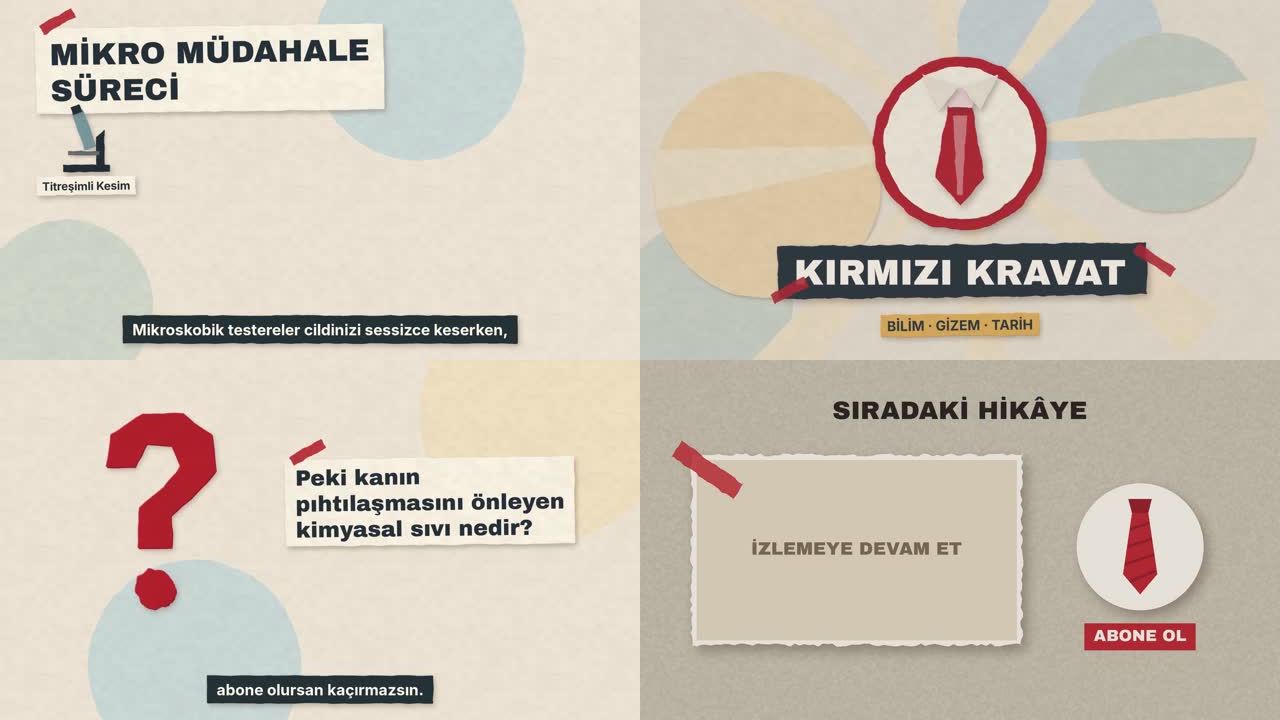 MİKRO MÜDAHALE
SÜRECİ
Titreşimli Kesim
Mikroskobik testereler cildinizi sessizce keserken,
KIRMIZI KRAVAT
BİLİM · GİZEM · TARİH
Peki kanın
pıhtılaşmasını önleyen
kimyasal sıvı nedir?
abone olursan kaçırmazsın.
SIRADAKİ HİKÂYE
İZLEMEYE DEVAM ET
ABONE OL